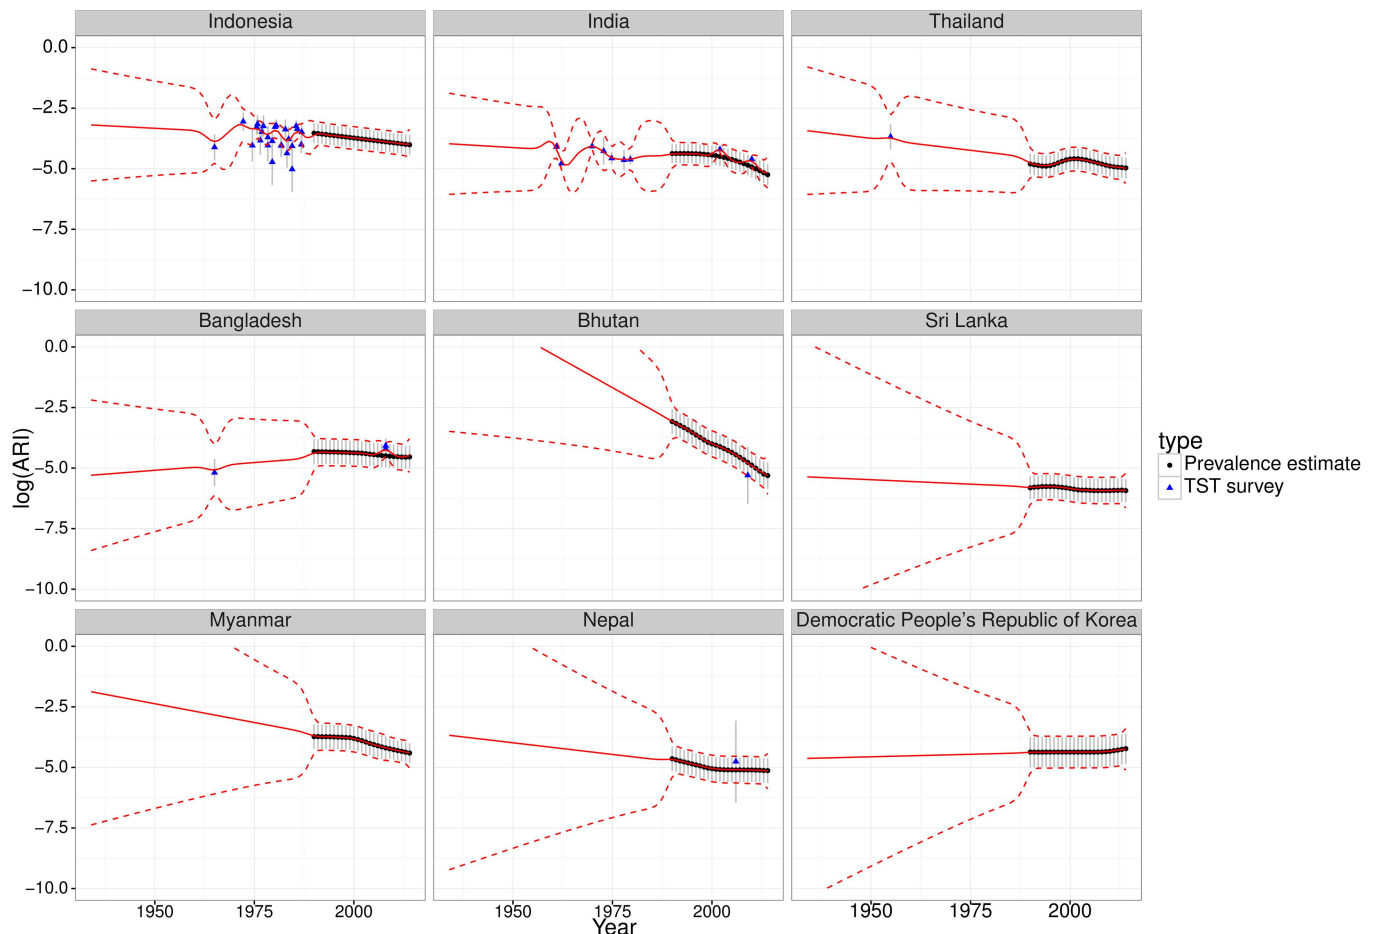 Indonesia India Thailand
0.0
−2.5
−5.0
−7.5
−10.0
Bangladesh Bhutan Sri Lanka
0.0
−2.5
−5.0
−7.5
−10.0
Myanmar Nepal Democratic People's Republic of Korea
0.0
−2.5
−5.0
−7.5
−10.0
1950 1975 2000 1950 1975 2000 1950 1975 2000
Year
log(ARI)
type
Prevalence estimate
TST survey